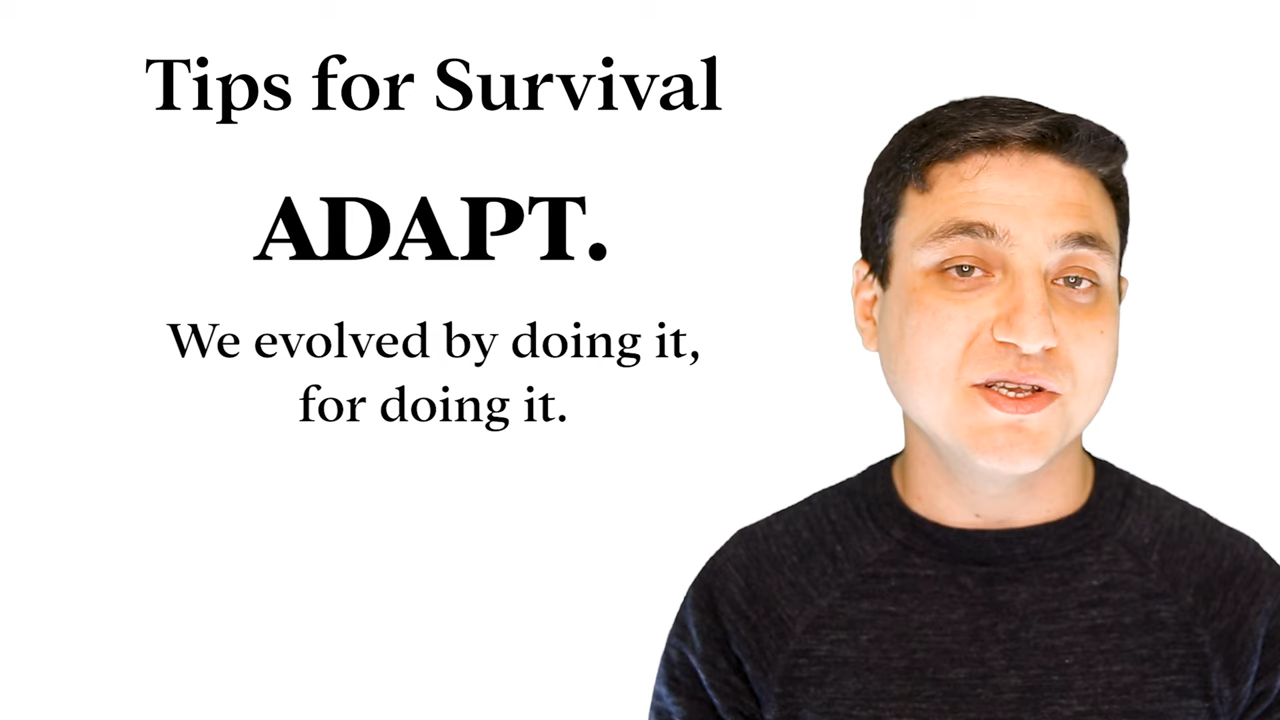 Tips for Survival
ADAPT.
We evolved by doing it,
for doing it.